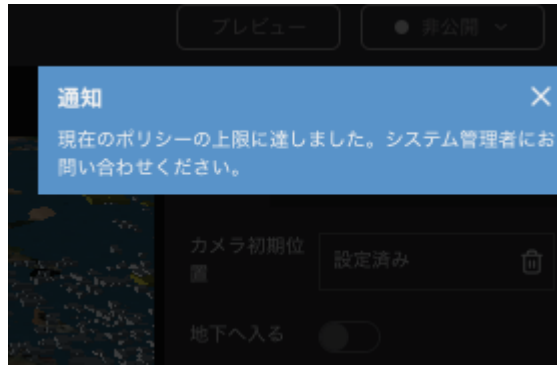 プレビュー
非公開
通知
現在のポリシーの上限に達しました。システム管理者にお
問い合わせください。
カメラ初期位
置
設定済み
地下へ入る